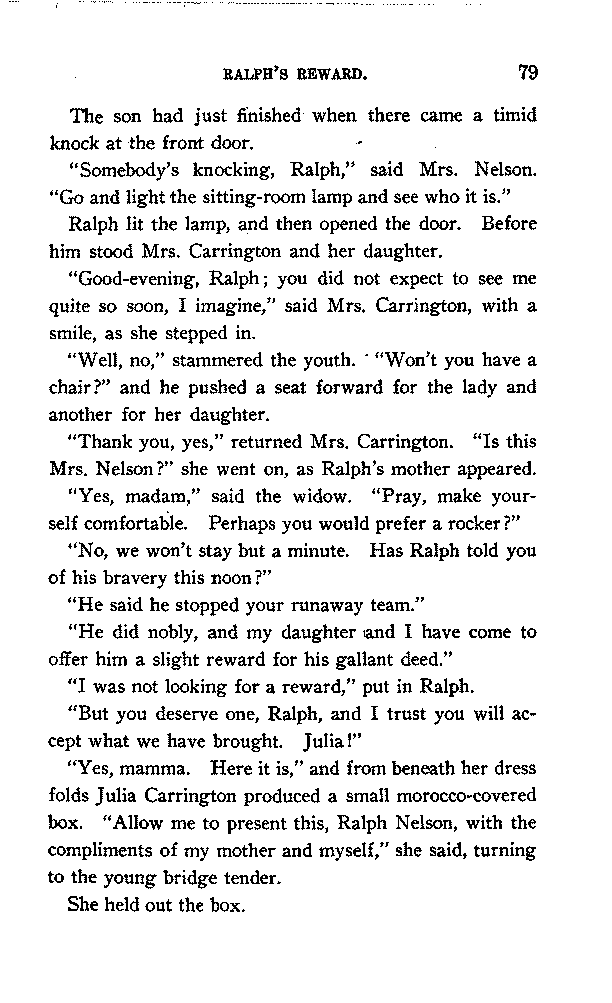 RALPH'S REWARD. 79
The son had just finished when there came a timid
knock at the front door.
"Somebody's knocking, Ralph," said Mrs. Nelson.
"Go and light the sitting-room lamp and see who it is."
Ralph lit the lamp, and then opened the door. Before
him stood Mrs. Carrington and her daughter.
"Good-evening, Ralph; you did not expect to see me
quite so soon, I imagine," said Mrs. Carrington, with a
smile, as she stepped in.
"Well, no," stammered the youth. "Won't you have a
chair?" and he pushed a seat forward for the lady and
another for her daughter.
"Thank you, yes," returned Mrs. Carrington. "Is this
Mrs. Nelson?" she went on, as Ralph's mother appeared.
"Yes, madam," said the widow. "Pray, make your-
self comfortable. Perhaps you would prefer a rocker?"
"No, we won't stay but a minute. Has Ralph told you
of his bravery this noon?"
"He said he stopped your runaway team."
"He did nobly, and my daughter and I have come to
offer him a slight reward for his gallant deed."
"I was not looking for a reward," put in Ralph.
"But you deserve one, Ralph, and I trust you will ac-
cept what we have brought. Julia!"
"Yes, mamma. Here it is," and from beneath her dress
folds Julia Carrington produced a small morocco-covered
box. "Allow me to present this, Ralph Nelson, with the
compliments of my mother and myself," she said, turning
to the young bridge tender.
She held out the box.